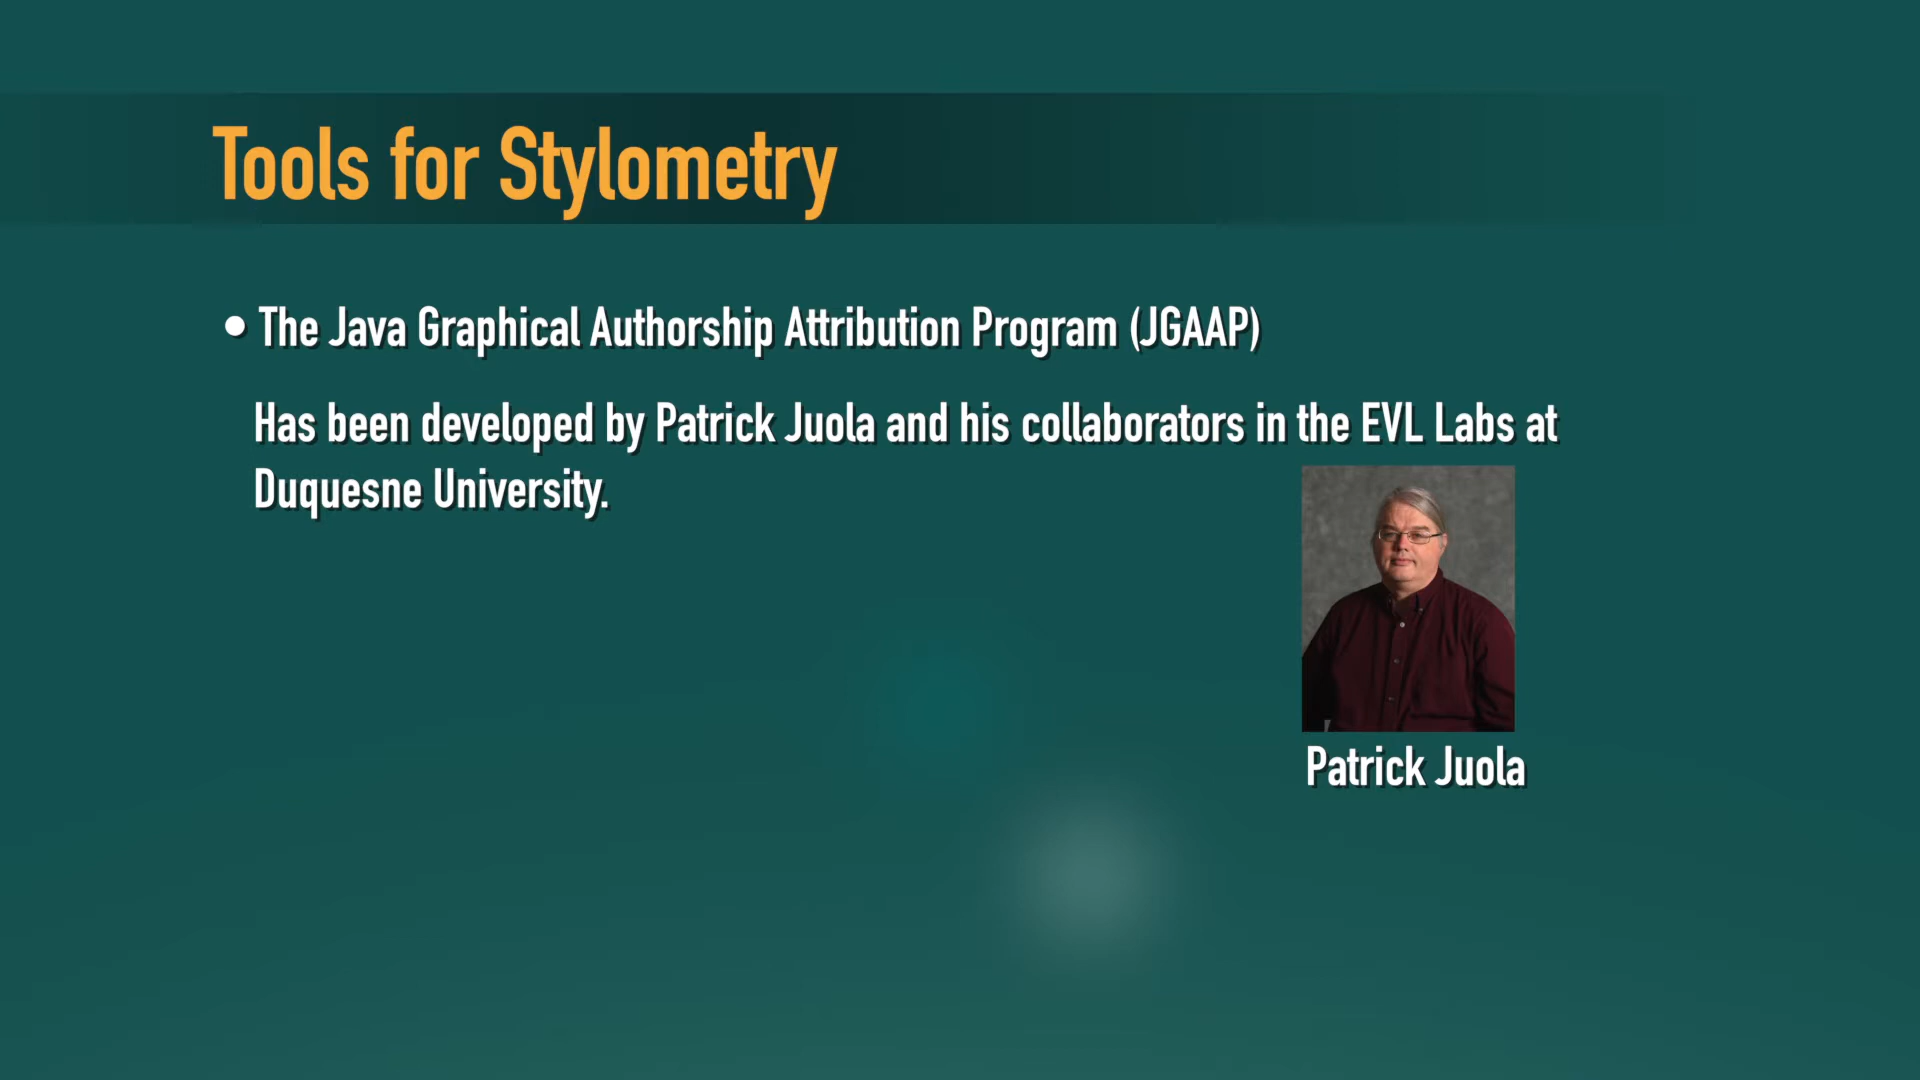 Tools for Stylometry
• The Java Graphical Authorship Attribution Program (JGAAP)
Has been developed by Patrick Juola and his collaborators in the EVL Labs at
Duquesne University.
Patrick Juola